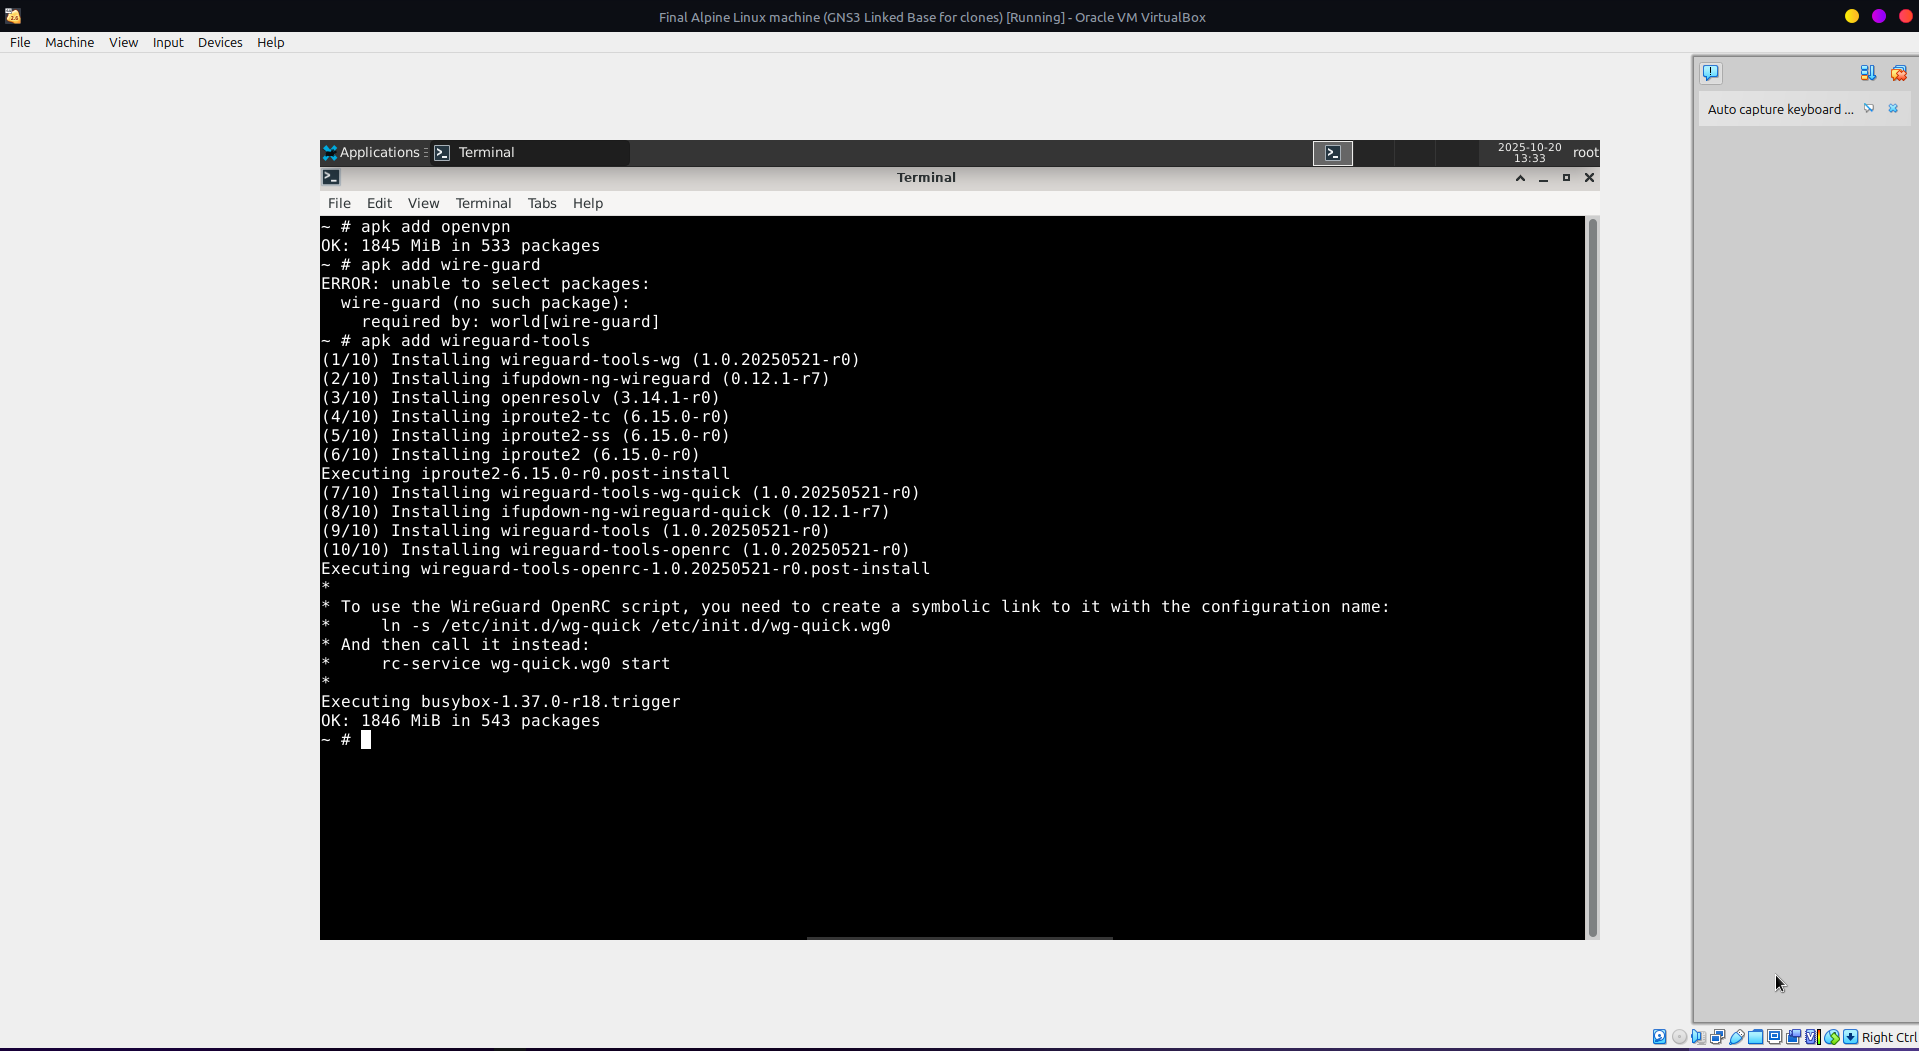 Final Alpine Linux machine (GNS3 Linked Base for clones) [Running] - Oracle VM VirtualBox
File Machine View Input Devices Help
Auto capture keyboard ...
Applications Terminal 2025-10-20 13:33 root
Terminal
File Edit View Terminal Tabs Help
~ # apk add openvpn
OK: 1845 MiB in 533 packages
~ # apk add wire-guard
ERROR: unable to select packages:
  wire-guard (no such package):
    required by: world[wire-guard]
~ # apk add wireguard-tools
(1/10) Installing wireguard-tools-wg (1.0.20250521-r0)
(2/10) Installing ifupdown-ng-wireguard (0.12.1-r7)
(3/10) Installing openresolv (3.14.1-r0)
(4/10) Installing iproute2-tc (6.15.0-r0)
(5/10) Installing iproute2-ss (6.15.0-r0)
(6/10) Installing iproute2 (6.15.0-r0)
Executing iproute2-6.15.0-r0.post-install
(7/10) Installing wireguard-tools-wg-quick (1.0.20250521-r0)
(8/10) Installing ifupdown-ng-wireguard-quick (0.12.1-r7)
(9/10) Installing wireguard-tools (1.0.20250521-r0)
(10/10) Installing wireguard-tools-openrc (1.0.20250521-r0)
Executing wireguard-tools-openrc-1.0.20250521-r0.post-install
*
* To use the WireGuard OpenRC script, you need to create a symbolic link to it with the configuration name:
*     ln -s /etc/init.d/wg-quick /etc/init.d/wg-quick.wg0
* And then call it instead:
*     rc-service wg-quick.wg0 start
*
Executing busybox-1.37.0-r18.trigger
OK: 1846 MiB in 543 packages
~ #
Right Ctrl